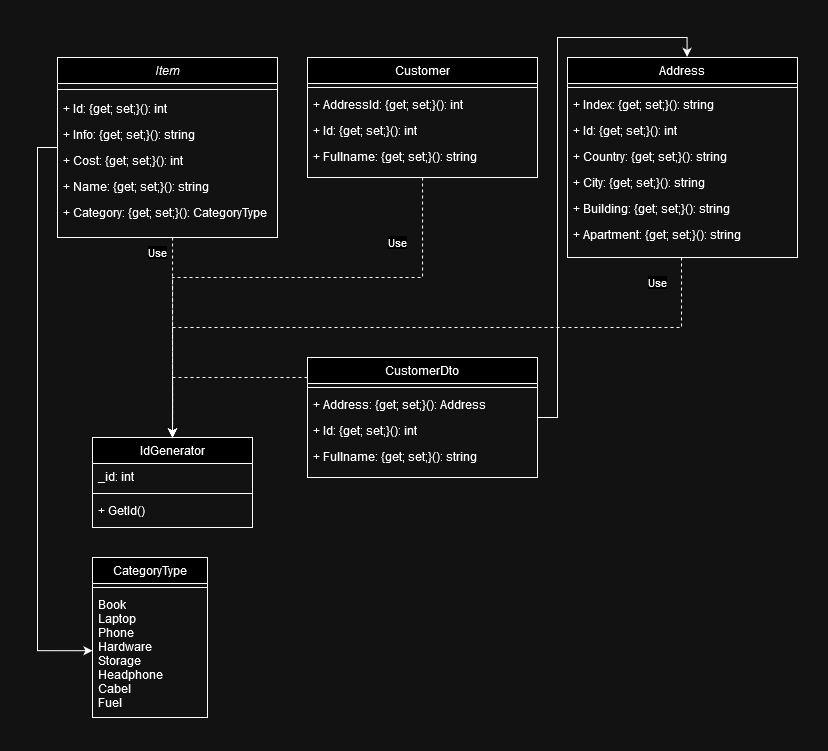 Item
+ Id: {get; set;}(): int
+ Info: {get; set;}(): string
+ Cost: {get; set;}(): int
+ Name: {get; set;}(): string
+ Category: {get; set;}(): CategoryType
Customer
+ AddressId: {get; set;}(): int
+ Id: {get; set;}(): int
+ Fullname: {get; set;}(): string
Address
+ Index: {get; set;}(): string
+ Id: {get; set;}(): int
+ Country: {get; set;}(): string
+ City: {get; set;}(): string
+ Building: {get; set;}(): string
+ Apartment: {get; set;}(): string
Use
Use
Use
CustomerDto
+ Address: {get; set;}(): Address
+ Id: {get; set;}(): int
+ Fullname: {get; set;}(): string
IdGenerator
_id: int
+ GetId()
CategoryType
Book
Laptop
Phone
Hardware
Storage
Headphone
Cabel
Fuel